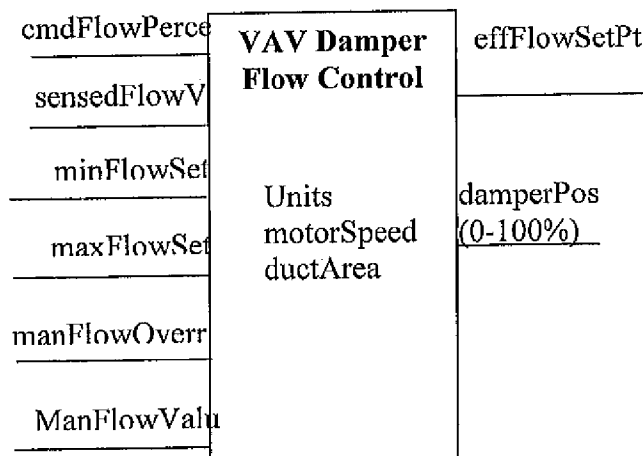 cmdFlowPerce
sensedFlowV
minFlowSet
maxFlowSet
manFlowOverr
ManFlowValu
VAV Damper
Flow Control
Units
motorSpeed
ductArea
effFlowSetPt
damperPos
(0-100%)